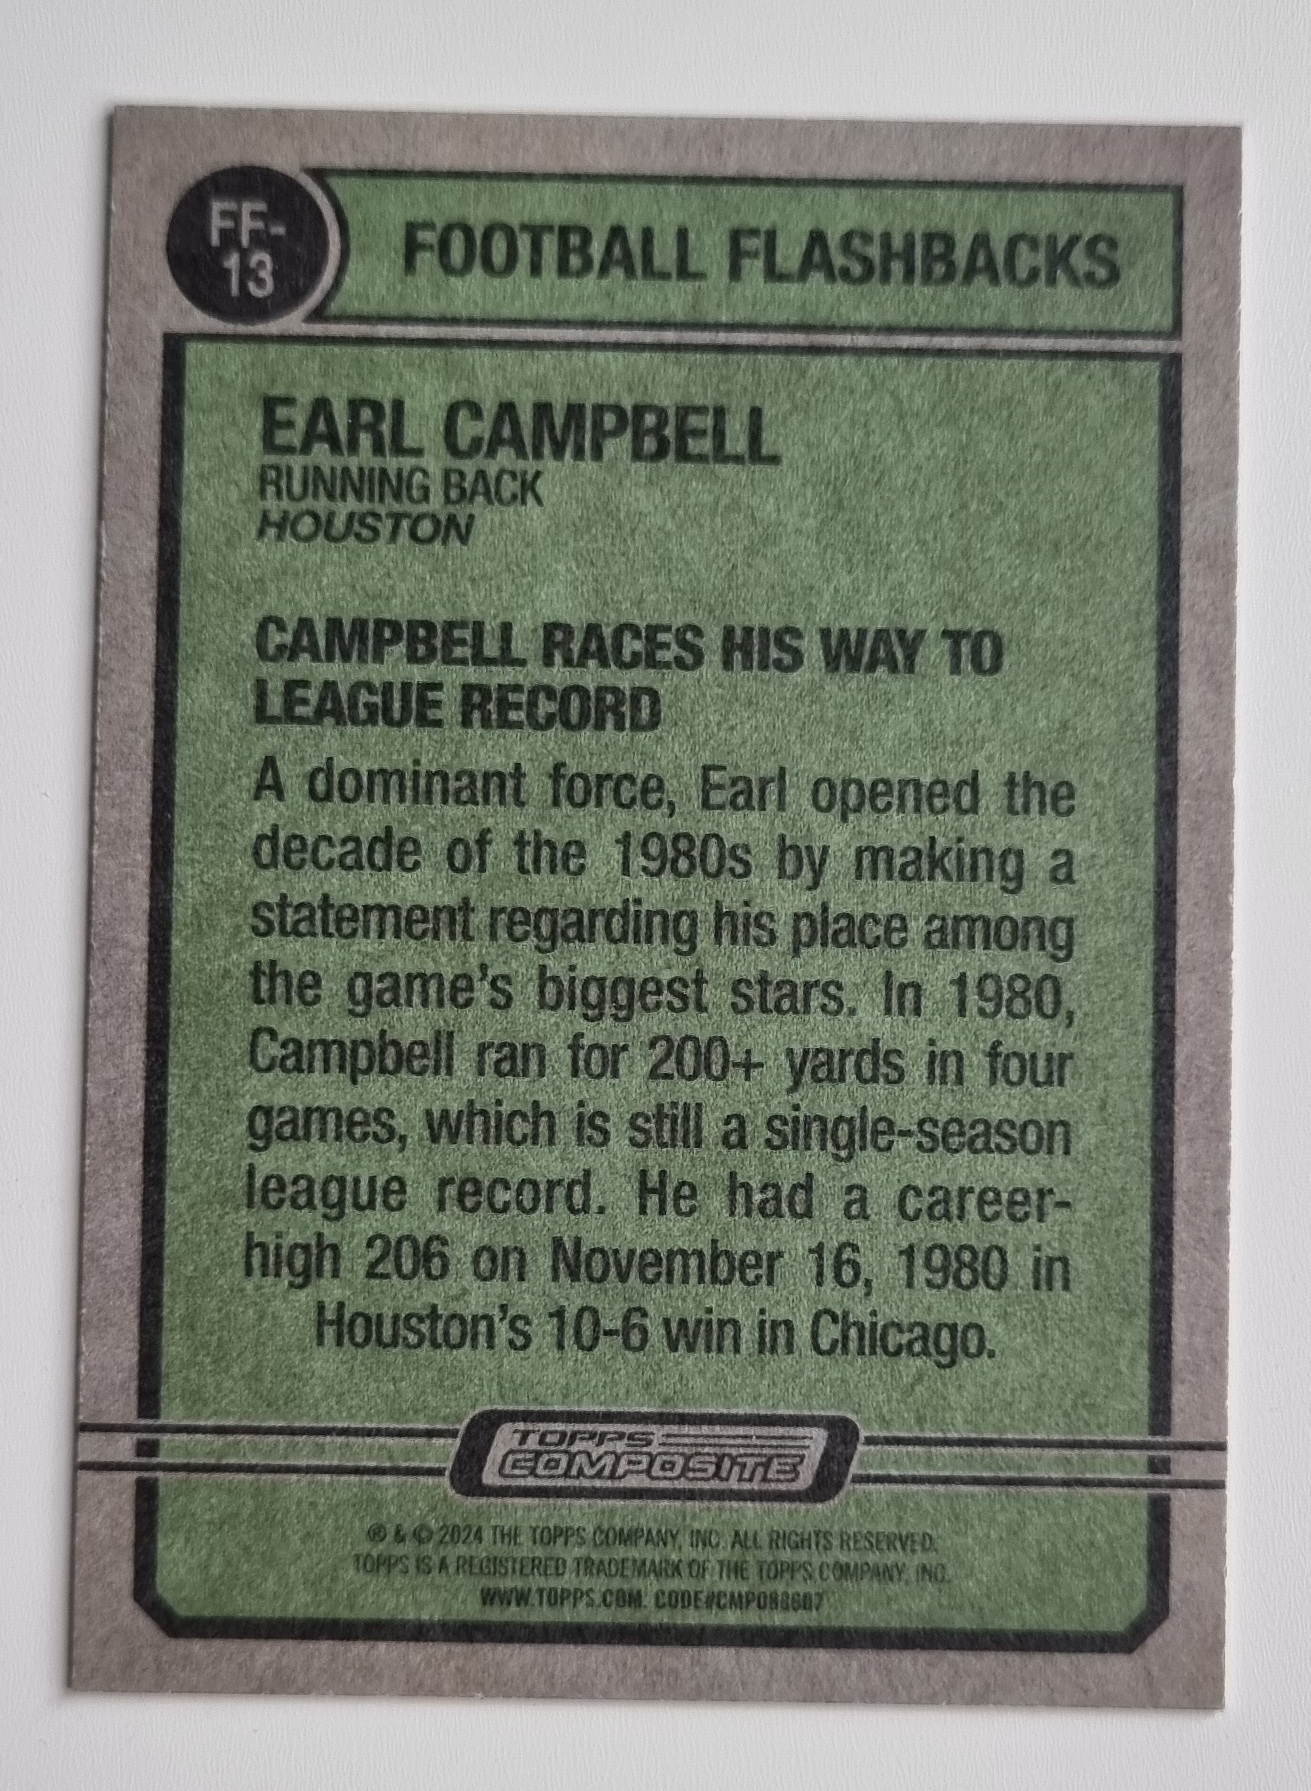 FF-
13
FOOTBALL FLASHBACKS
EARL CAMPBELL
RUNNING BACK
HOUSTON
CAMPBELL RACES HIS WAY TO
LEAGUE RECORD
A dominant force, Earl opened the
decade of the 1980s by making a
statement regarding his place among
the game's biggest stars. In 1980,
Campbell ran for 200+ yards in four
games, which is still a single-season
league record. He had a career-
high 206 on November 16, 1980 in
Houston's 10-6 win in Chicago.
TOPPS
COMPOSITE
® & © 2024 THE TOPPS COMPANY, INC. ALL RIGHTS RESERVED.
TOPPS IS A REGISTERED TRADEMARK OF THE TOPPS COMPANY, INC.
WWW.TOPPS.COM.